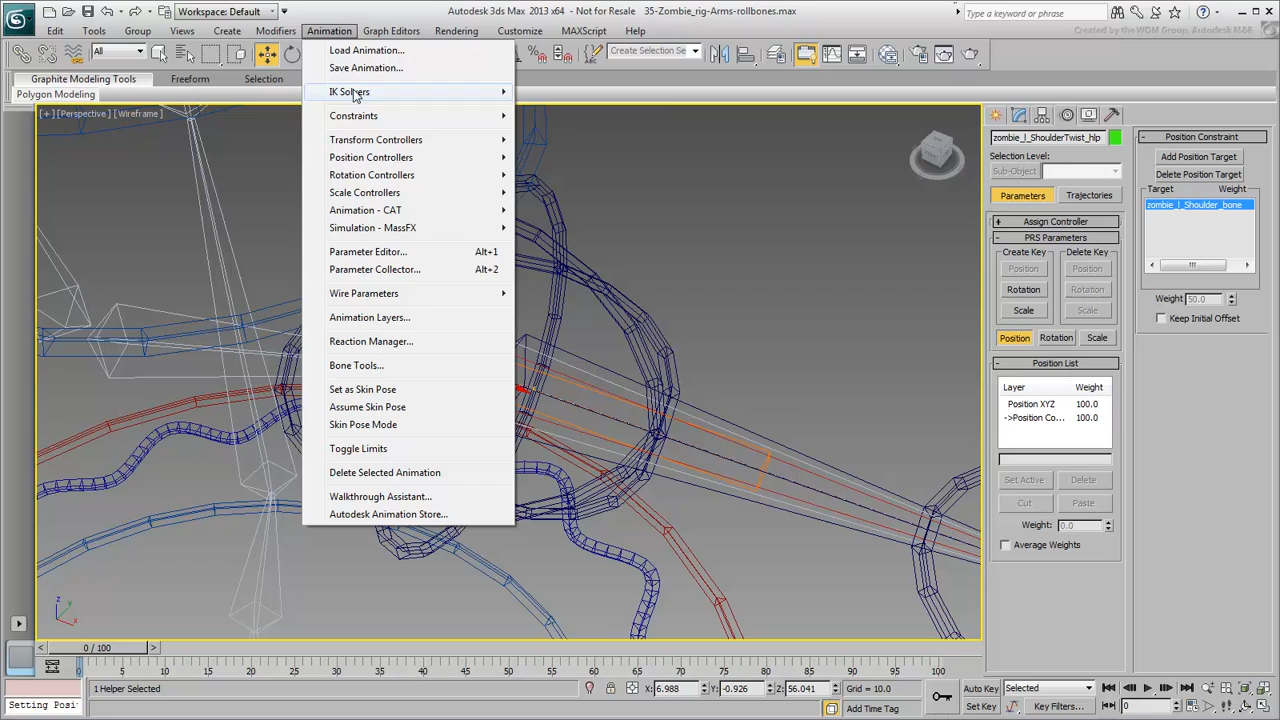 Workspace: Default
Autodesk 3ds Max 2013 x64 - Not for Resale 35-Zombie_rig-Arms-rollbones.max
Type a keyword or phrase
Edit Tools Group Views Create Modifiers Animation Graph Editors Rendering Customize MAXScript Help
Created by the WDM Group, Autodesk M&E
All
Create Selection Se
Graphite Modeling Tools Freeform Selection
Polygon Modeling
[ + ] [Perspective ] [Wireframe ]
Load Animation...
Save Animation...
IK Solvers
Constraints
Transform Controllers
Position Controllers
Rotation Controllers
Scale Controllers
Animation - CAT
Simulation - MassFX
Parameter Editor... Alt+1
Parameter Collector... Alt+2
Wire Parameters
Animation Layers...
Reaction Manager...
Bone Tools...
Set as Skin Pose
Assume Skin Pose
Skin Pose Mode
Toggle Limits
Delete Selected Animation
Walkthrough Assistant...
Autodesk Animation Store...
zombie_l_ShoulderTwist_hlp
Selection Level:
Sub-Object
Parameters Trajectories
+ Assign Controller
- PRS Parameters
Create Key Delete Key
Position Position
Rotation Rotation
Scale Scale
Position Rotation Scale
- Position List
Layer Weight
Position XYZ 100.0
->Position Co... 100.0
Set Active Delete
Cut Paste
Weight: 0.0
Average Weights
- Position Constraint
Add Position Target
Delete Position Target
Target Weight
zombie_l_Shoulder_bone
Weight 50.0
Keep Initial Offset
z y x
0 / 100
0 5 10 15 20 25 30 35 40 45 50 55 60 65 70 75 80 85 90 95 100
1 Helper Selected
X: 6.988 Y: -0.926 Z: 56.041 Grid = 10.0
Auto Key Selected
Setting Posi
Add Time Tag
Set Key Key Filters... 0